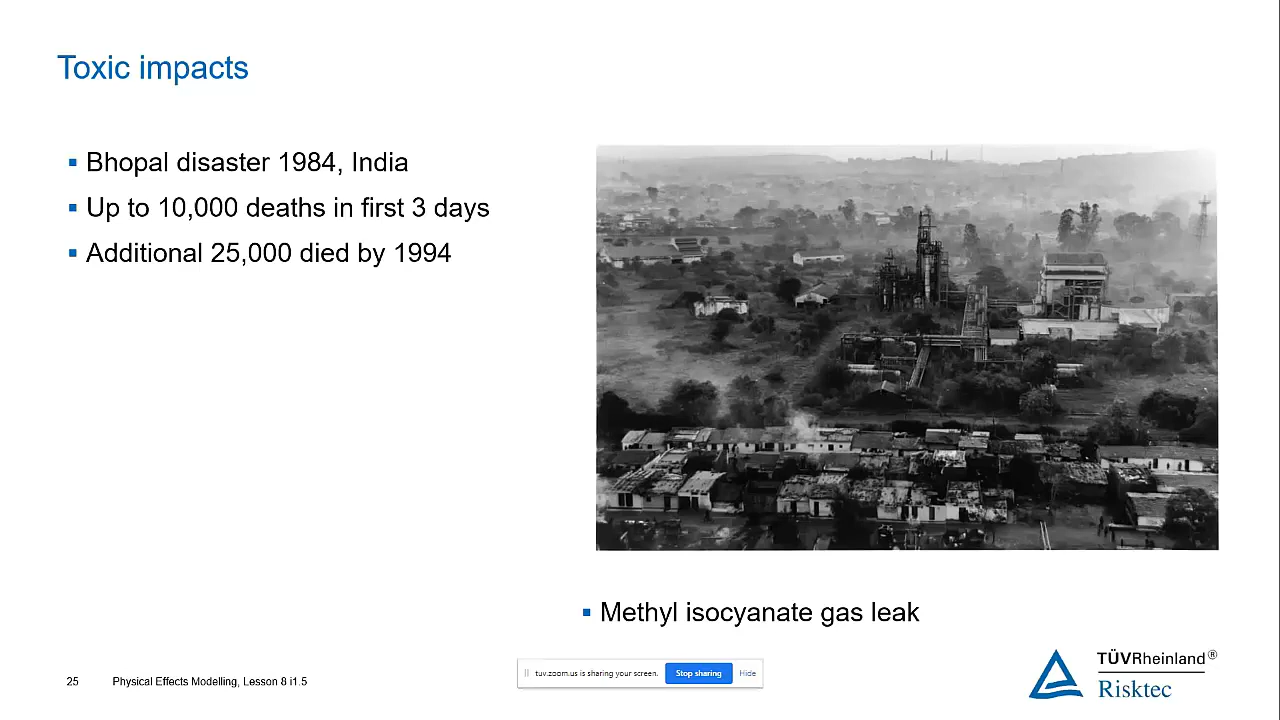 Toxic impacts
▪ Bhopal disaster 1984, India
▪ Up to 10,000 deaths in first 3 days
▪ Additional 25,000 died by 1994
▪ Methyl isocyanate gas leak
25 Physical Effects Modelling, Lesson 8 i1.5
tuv.zoom.us is sharing your screen. Stop sharing Hide
TÜVRheinland®
Risktec